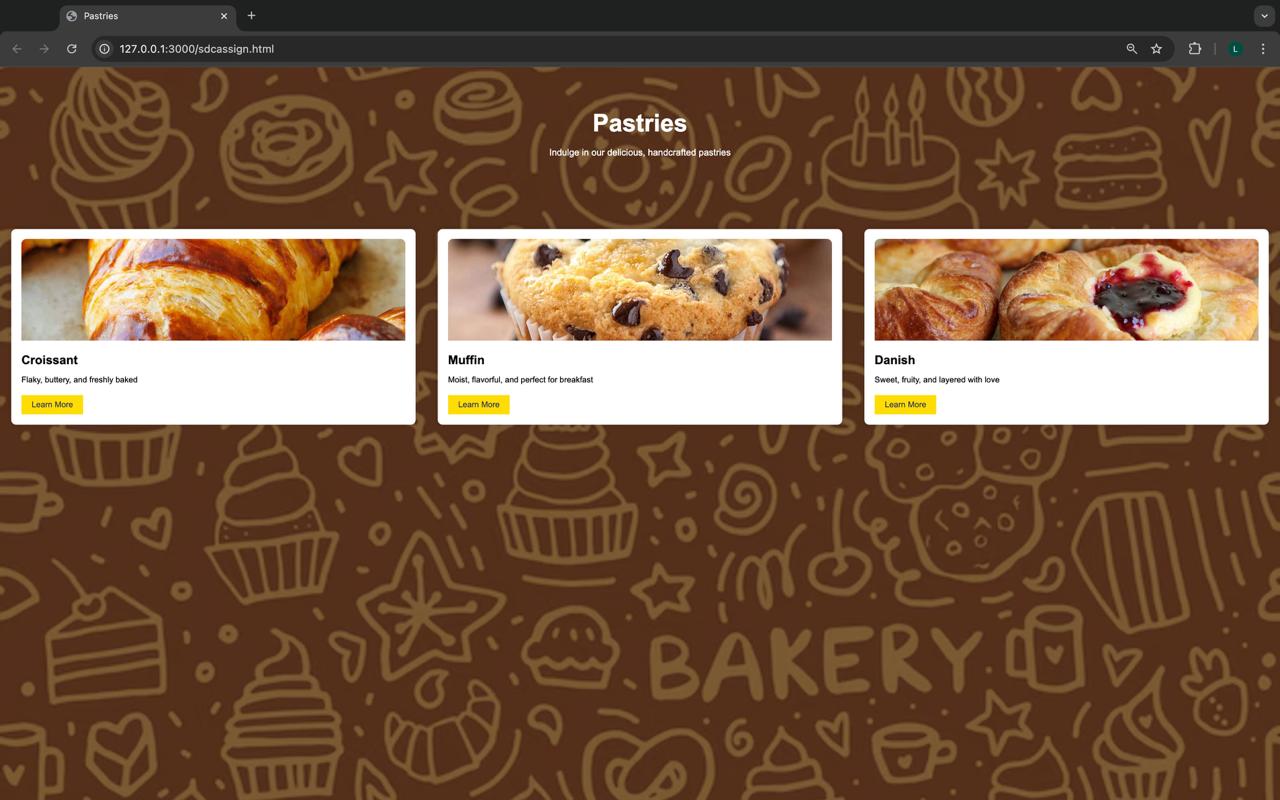 Pastries
127.0.0.1:3000/sdcassign.html
L
Pastries
Indulge in our delicious, handcrafted pastries
Croissant
Flaky, buttery, and freshly baked
Learn More
Muffin
Moist, flavorful, and perfect for breakfast
Learn More
Danish
Sweet, fruity, and layered with love
Learn More
BAKERY